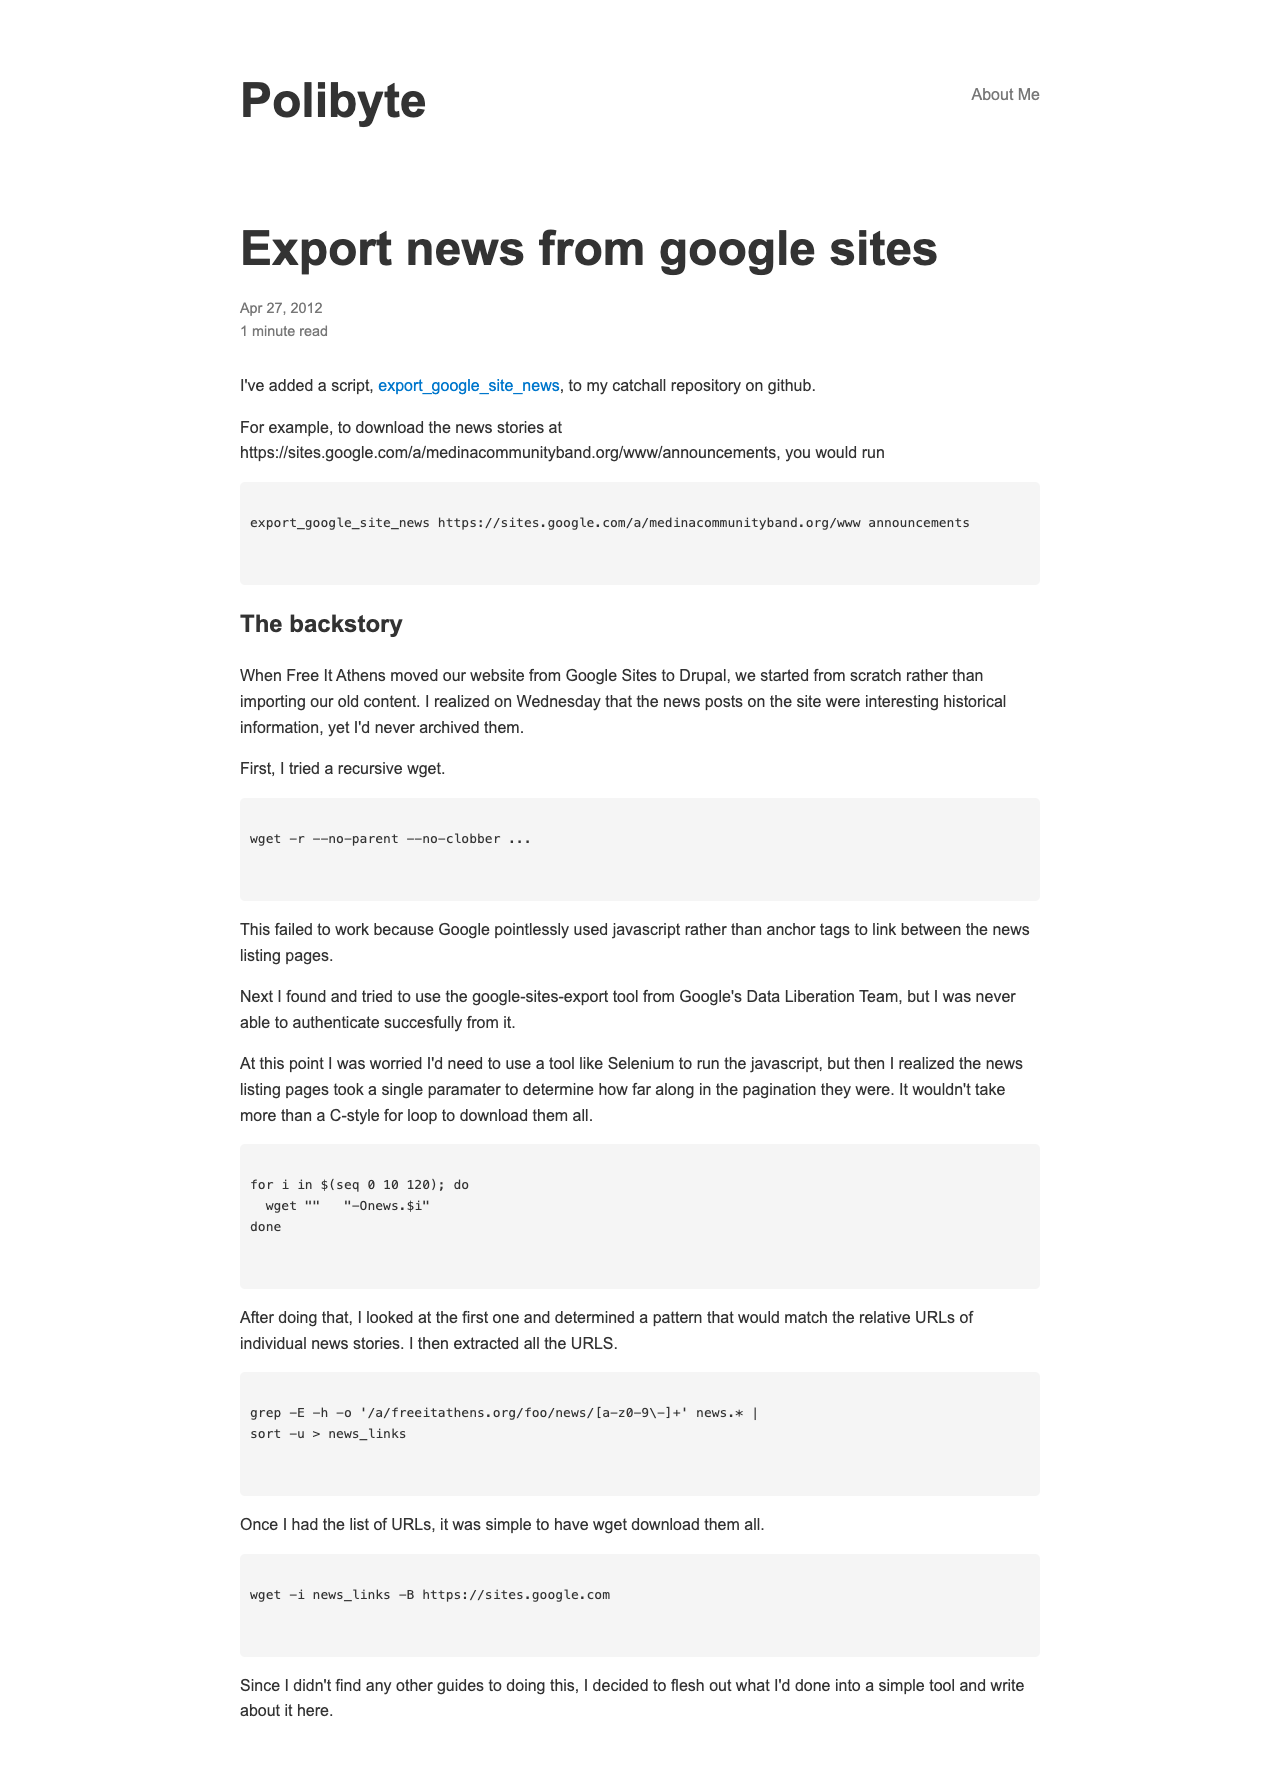 Polibyte
About Me
Export news from google sites
Apr 27, 2012
1 minute read
I've added a script, export_google_site_news, to my catchall repository on github.
For example, to download the news stories at
https://sites.google.com/a/medinacommunityband.org/www/announcements, you would run
export_google_site_news https://sites.google.com/a/medinacommunityband.org/www announcements
The backstory
When Free It Athens moved our website from Google Sites to Drupal, we started from scratch rather than
importing our old content. I realized on Wednesday that the news posts on the site were interesting historical
information, yet I'd never archived them.
First, I tried a recursive wget.
wget -r --no-parent --no-clobber ...
This failed to work because Google pointlessly used javascript rather than anchor tags to link between the news
listing pages.
Next I found and tried to use the google-sites-export tool from Google's Data Liberation Team, but I was never
able to authenticate succesfully from it.
At this point I was worried I'd need to use a tool like Selenium to run the javascript, but then I realized the news
listing pages took a single paramater to determine how far along in the pagination they were. It wouldn't take
more than a C-style for loop to download them all.
for i in $(seq 0 10 120); do
  wget ""   "-Onews.$i"
done
After doing that, I looked at the first one and determined a pattern that would match the relative URLs of
individual news stories. I then extracted all the URLS.
grep -E -h -o '/a/freeitathens.org/foo/news/[a-z0-9\-]+' news.* |
sort -u > news_links
Once I had the list of URLs, it was simple to have wget download them all.
wget -i news_links -B https://sites.google.com
Since I didn't find any other guides to doing this, I decided to flesh out what I'd done into a simple tool and write
about it here.